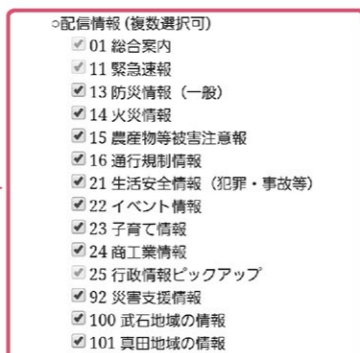 ○配信情報 (複数選択可)
01 総合案内
11 緊急速報
13 防災情報（一般）
14 火災情報
15 農産物等被害注意報
16 通行規制情報
21 生活安全情報（犯罪・事故等）
22 イベント情報
23 子育て情報
24 商工業情報
25 行政情報ピックアップ
92 災害支援情報
100 武石地域の情報
101 真田地域の情報